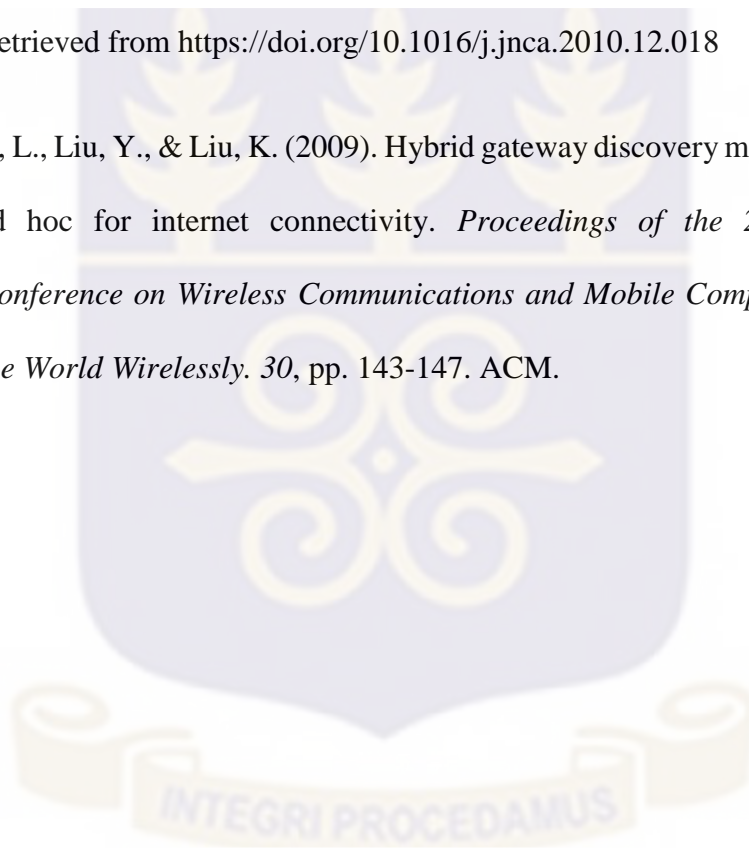 etrieved from https://doi.org/10.1016/j.jnca.2010.12.018
, L., Liu, Y., & Liu, K. (2009). Hybrid gateway discovery m
d hoc for internet connectivity. Proceedings of the 2
onference on Wireless Communications and Mobile Comp
e World Wirelessly. 30, pp. 143-147. ACM.
INTEGRI PROCEDAMUS